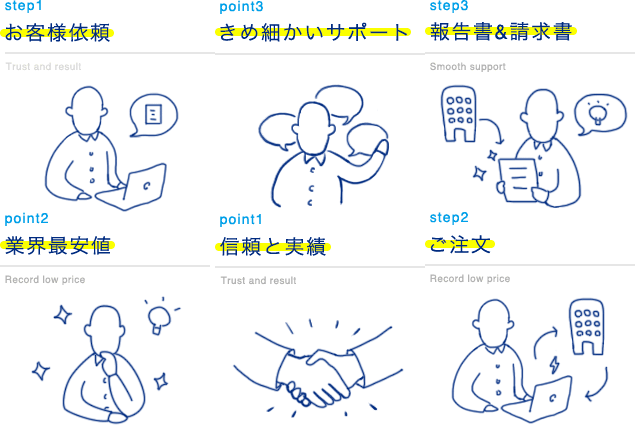 step1
お客様依頼
Trust and result
point3
きめ細かいサポート
step3
報告書&請求書
Smooth support
point2
業界最安値
Record low price
point1
信頼と実績
Trust and result
step2
ご注文
Record low price